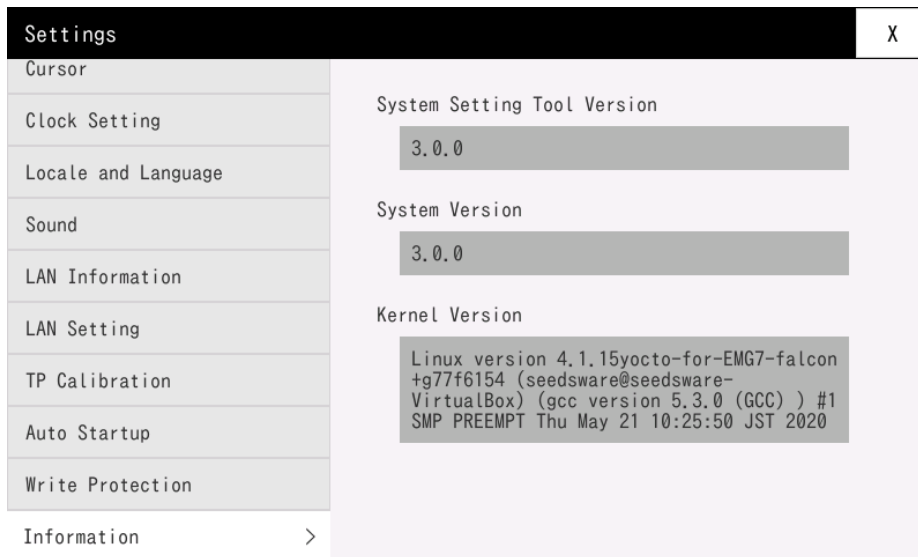 Settings
X
Cursor
Clock Setting
Locale and Language
Sound
LAN Information
LAN Setting
TP Calibration
Auto Startup
Write Protection
Information >
System Setting Tool Version
3.0.0
System Version
3.0.0
Kernel Version
Linux version 4.1.15yocto-for-EMG7-falcon
+g77f6154 (seedsware@seedsware-
VirtualBox) (gcc version 5.3.0 (GCC) ) #1
SMP PREEMPT Thu May 21 10:25:50 JST 2020